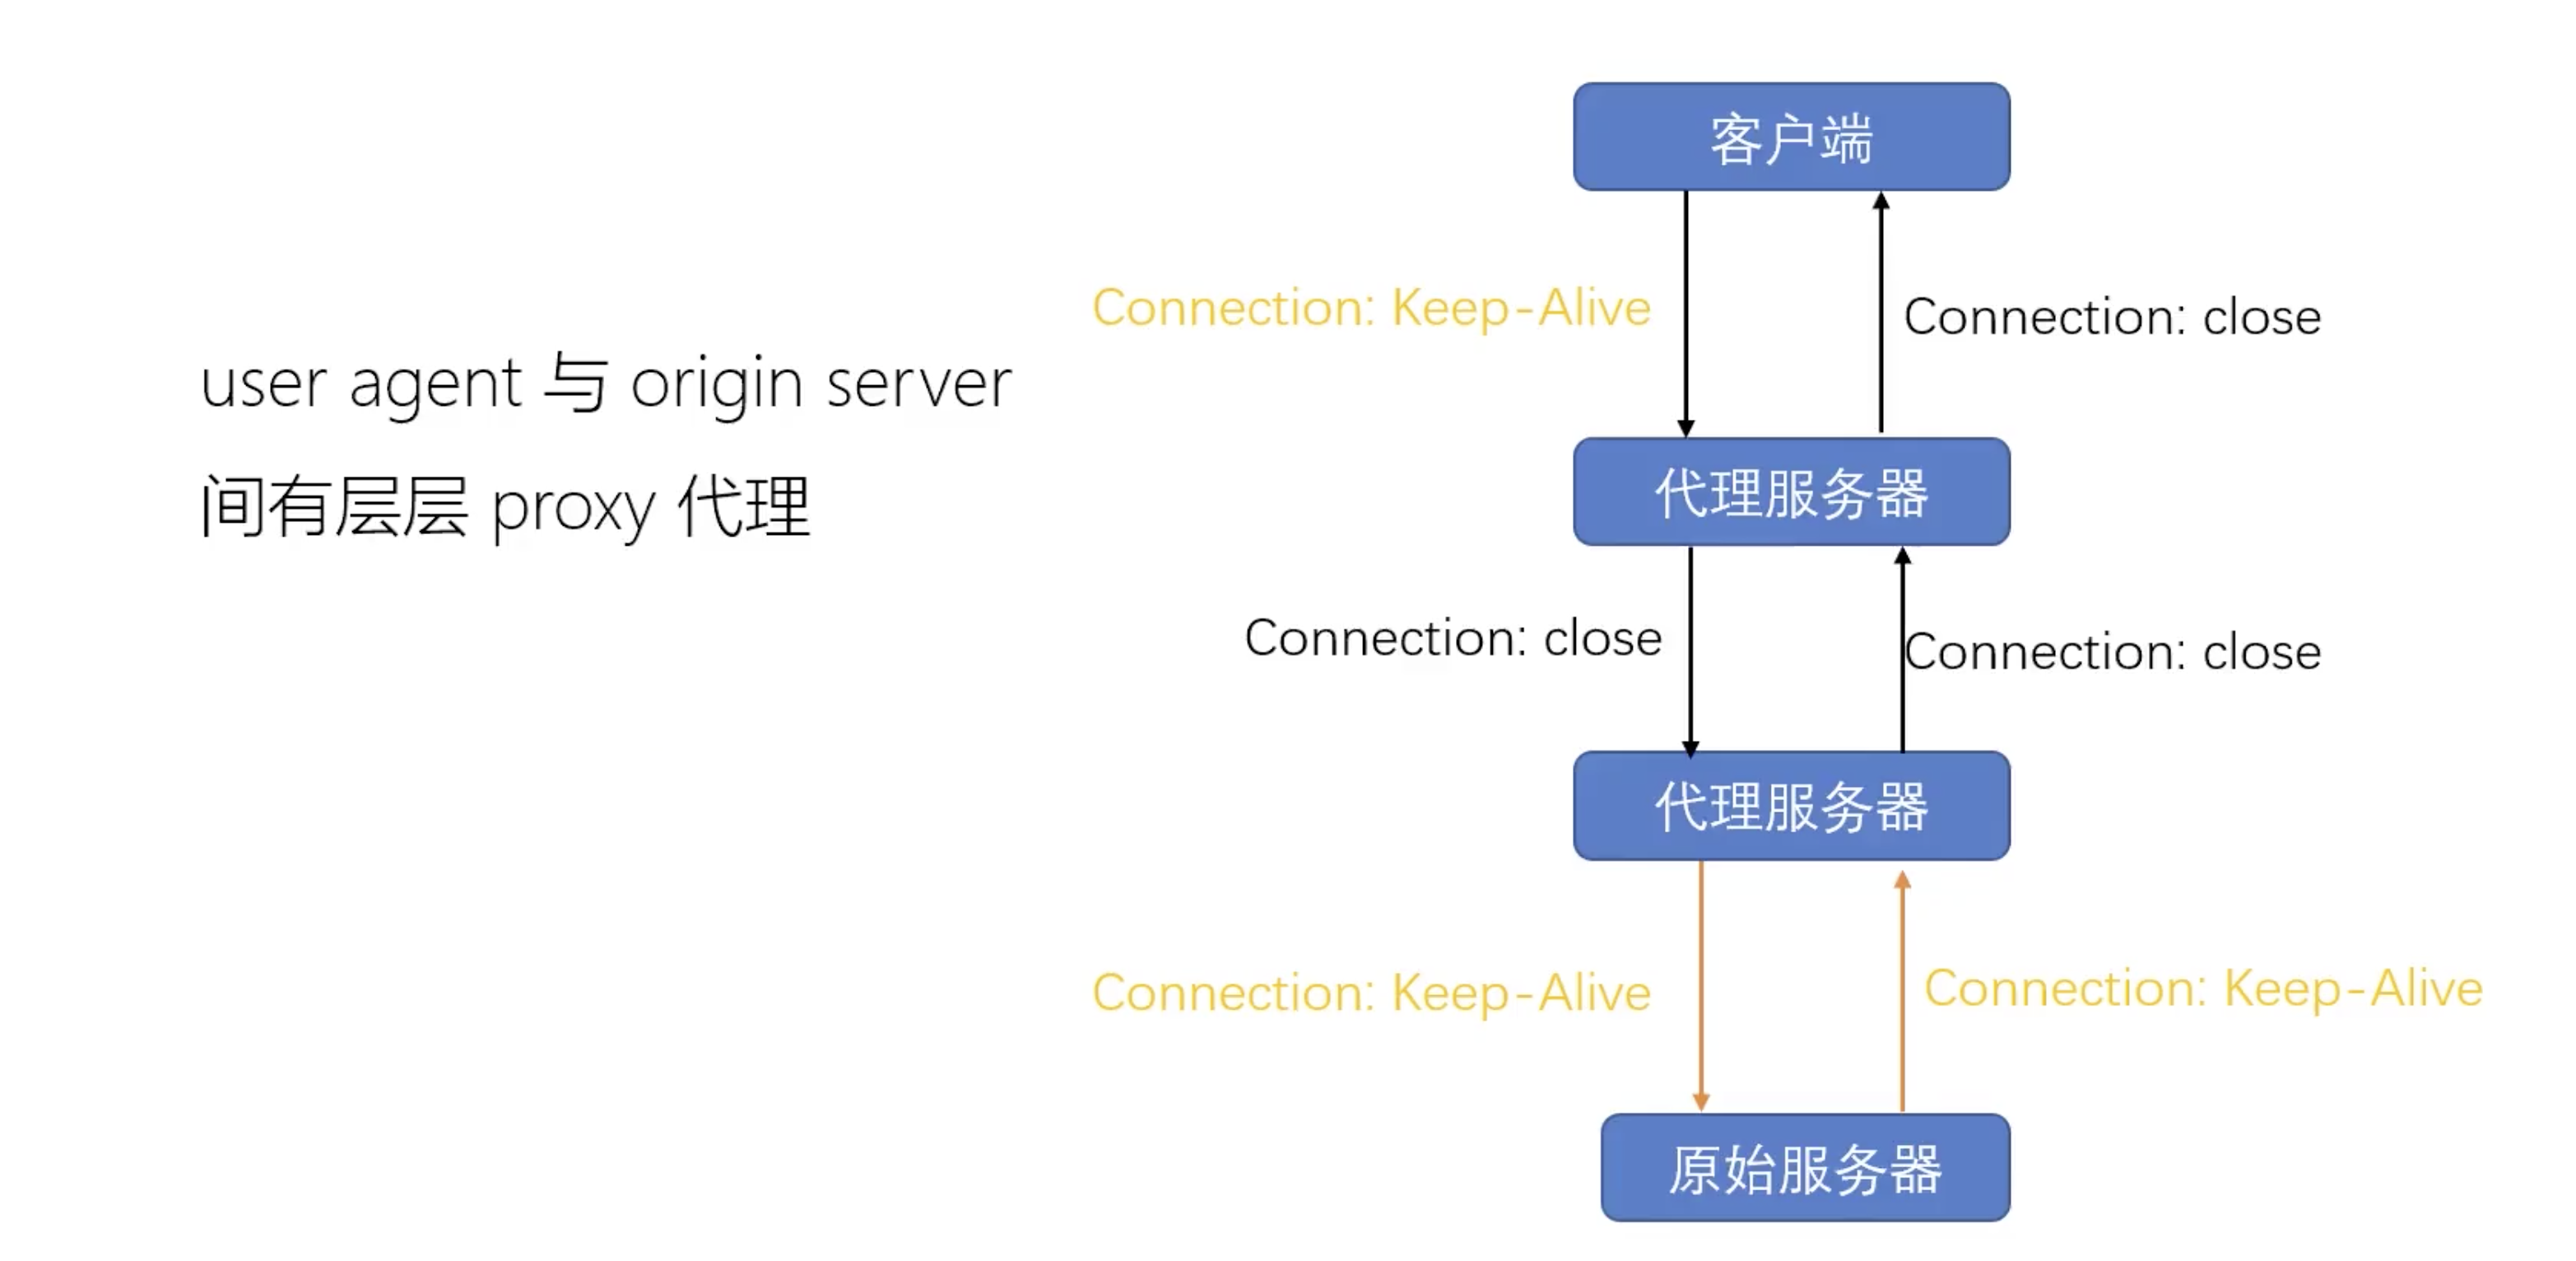 user agent 与 origin server
间有层层 proxy 代理
客户端
Connection: Keep-Alive
Connection: close
代理服务器
Connection: close
Connection: close
代理服务器
Connection: Keep-Alive
Connection: Keep-Alive
原始服务器